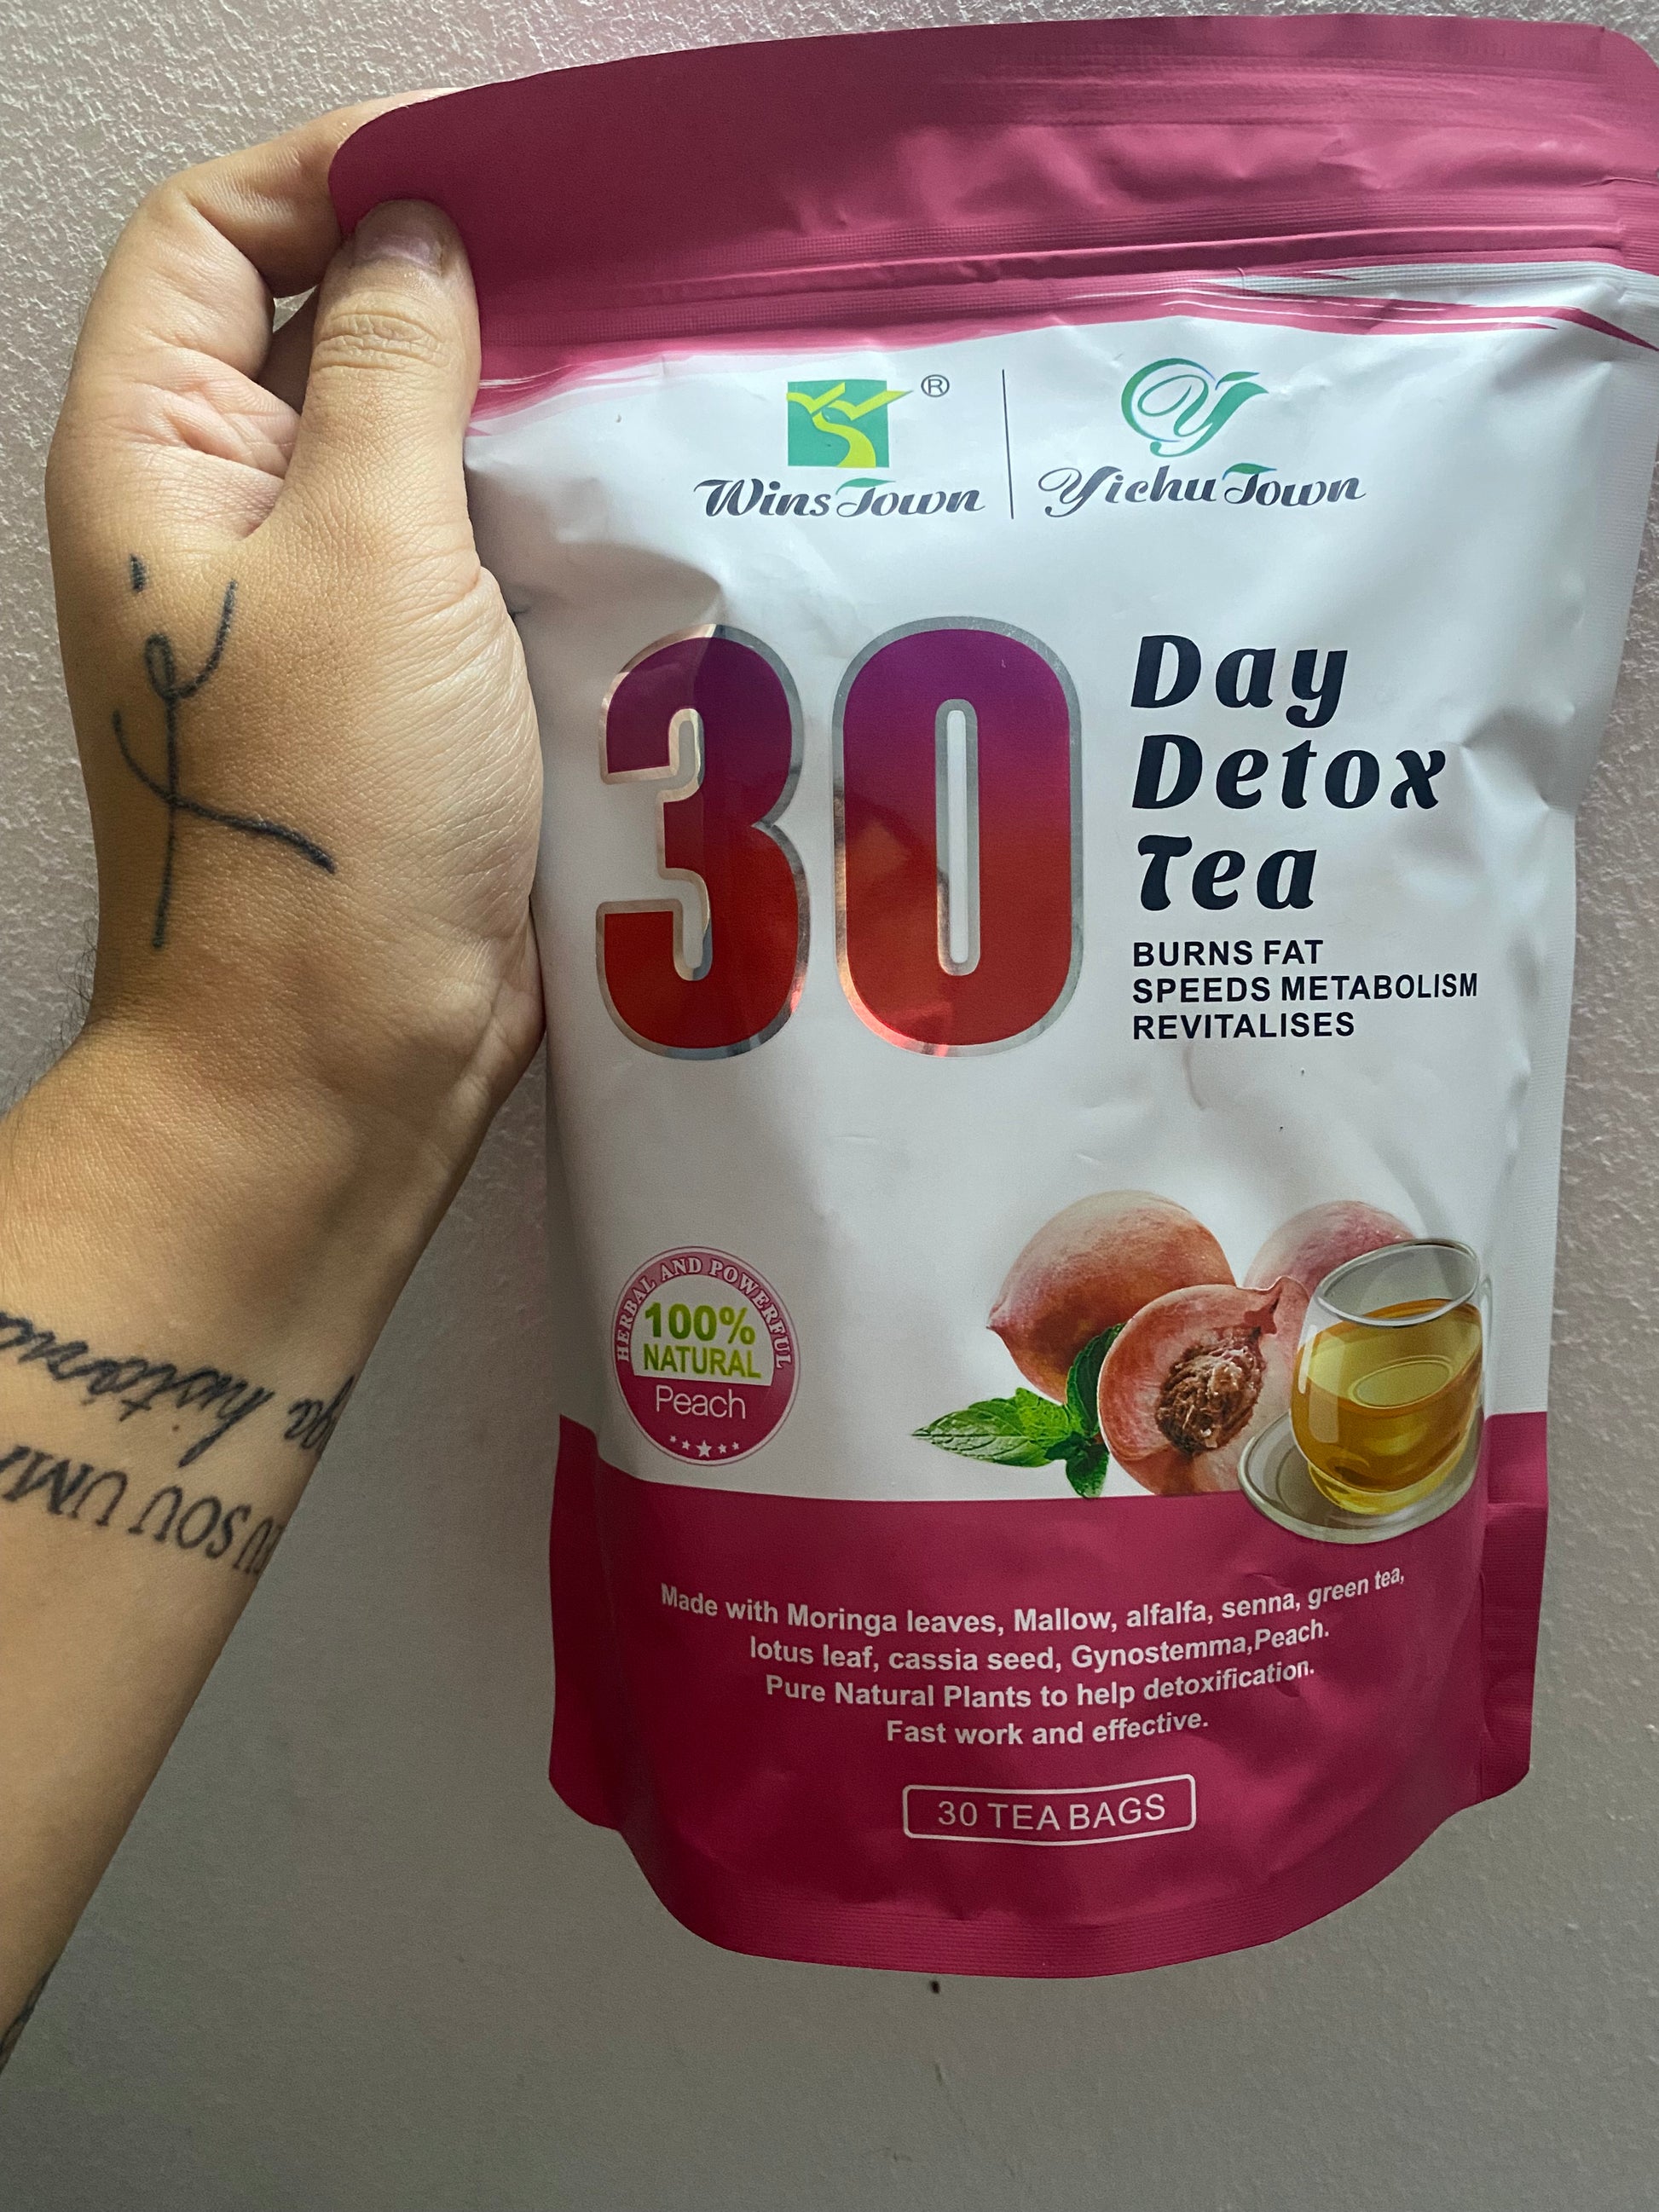 ®
Wins Town
Yichu Town
30
Day
Detox
Tea
BURNS FAT
SPEEDS METABOLISM
REVITALISES
HERBAL AND POWERFUL
100%
NATURAL
Peach
Made with Moringa leaves, Mallow, alfalfa, senna, green tea,
lotus leaf, cassia seed, Gynostemma,Peach.
Pure Natural Plants to help detoxification.
Fast work and effective.
30 TEA BAGS
fé
SOU UM